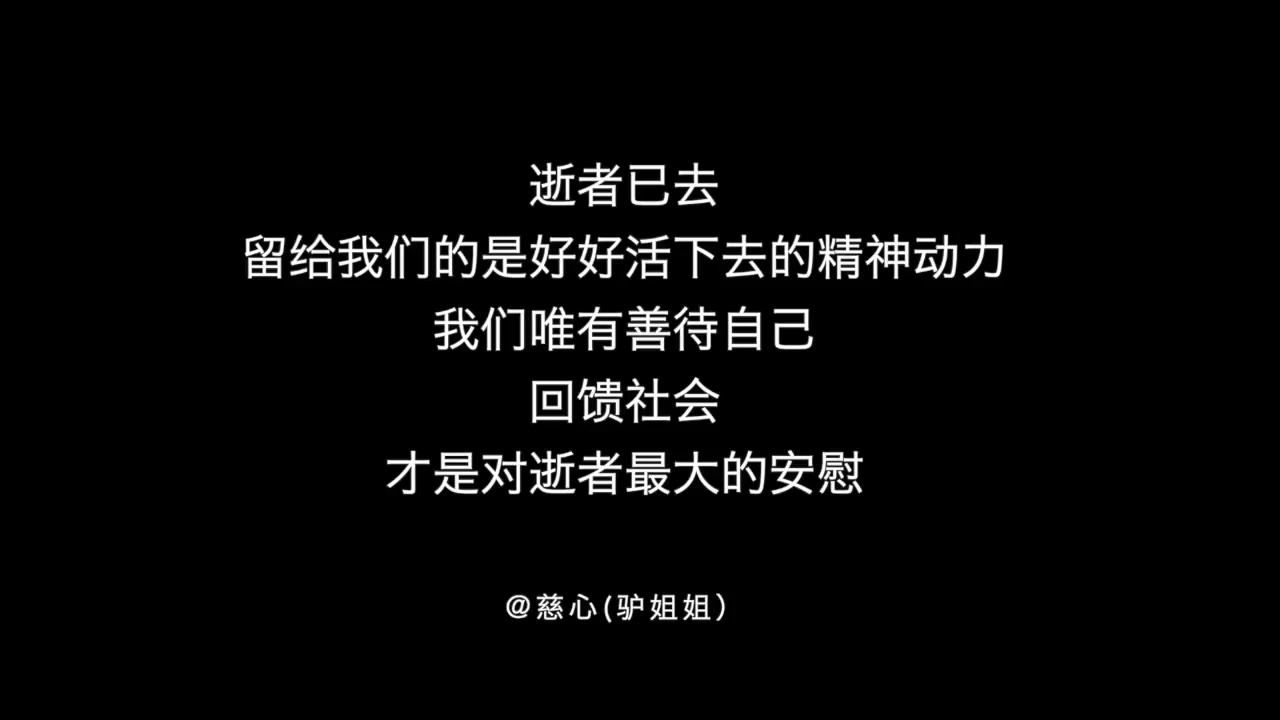 逝者已去
留给我们的是好好活下去的精神动力
我们唯有善待自己
回馈社会
才是对逝者最大的安慰
@慈心(驴姐姐)